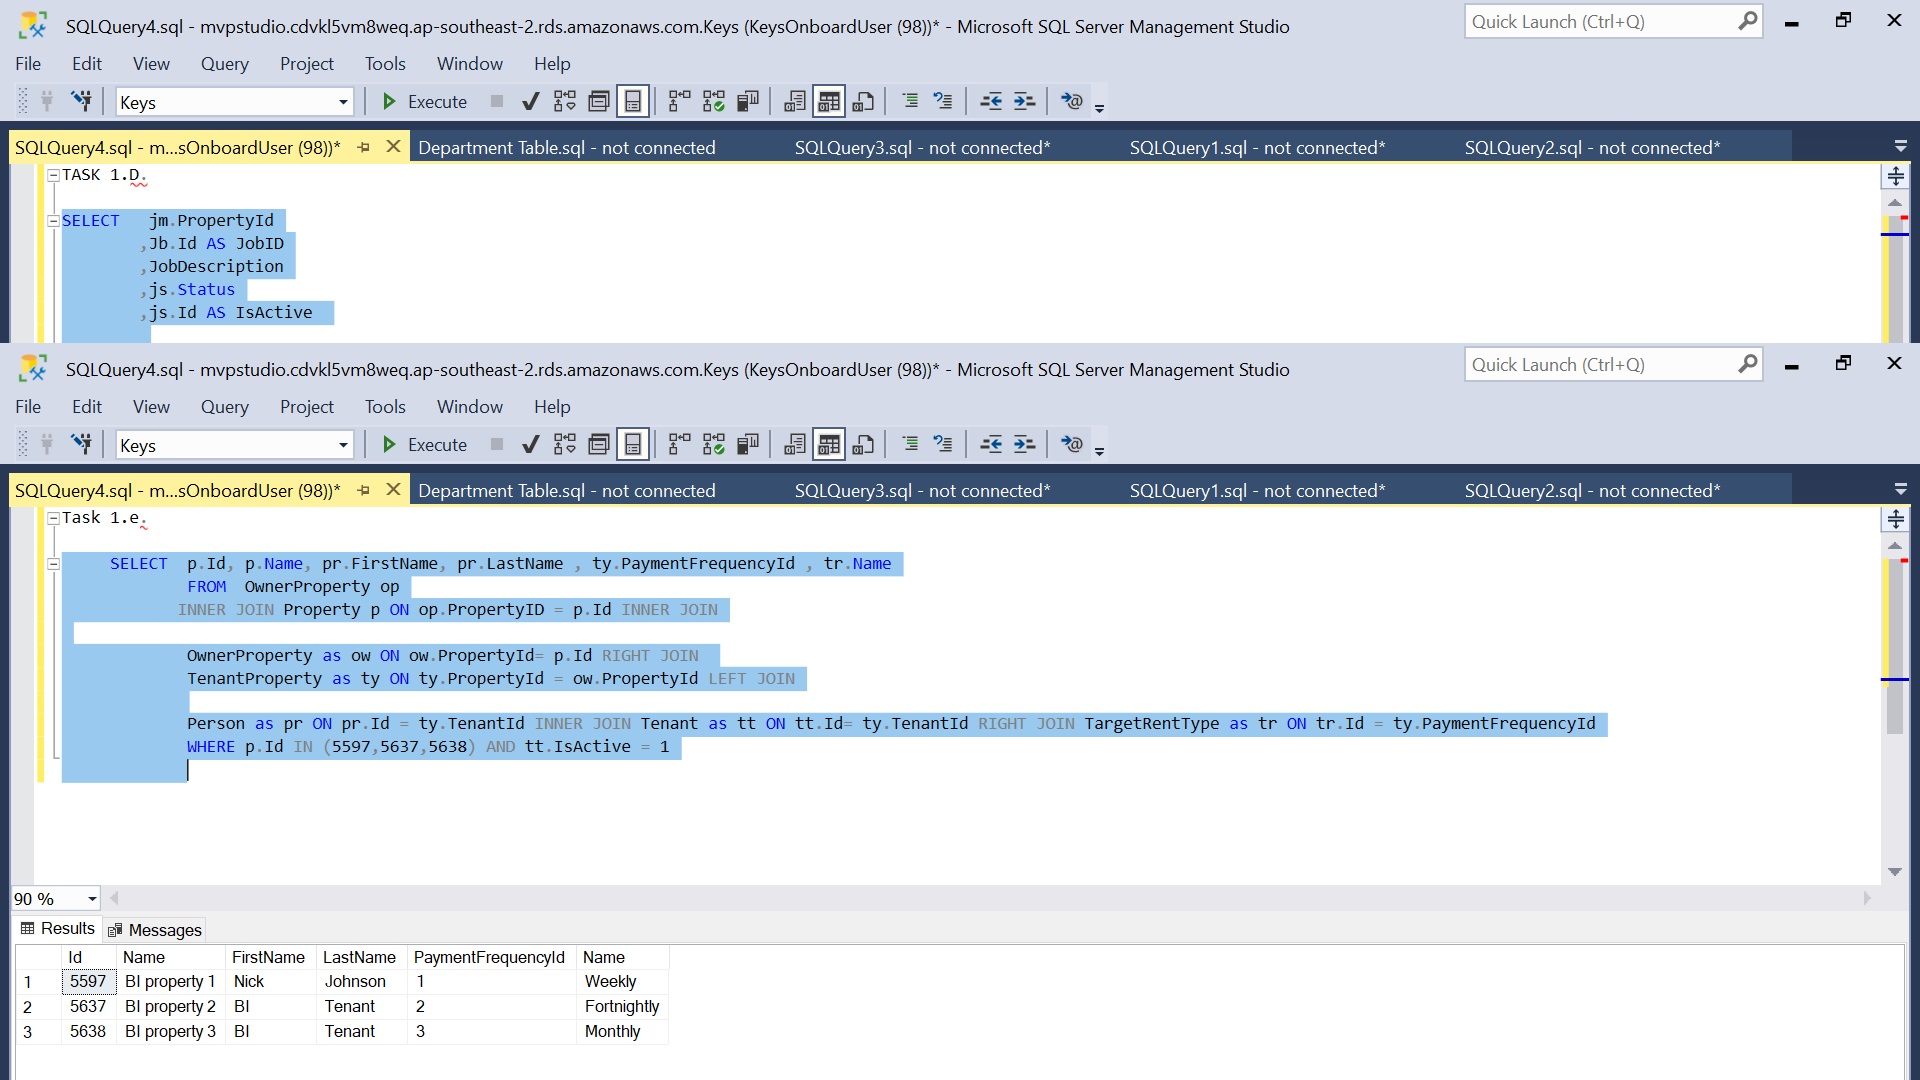 SQLQuery4.sql - mvpstudio.cdvkl5vm8weq.ap-southeast-2.rds.amazonaws.com.Keys (KeysOnboardUser (98))* - Microsoft SQL Server Management Studio
Quick Launch (Ctrl+Q)
File Edit View Query Project Tools Window Help
Keys Execute
SQLQuery4.sql - m...sOnboardUser (98))* Department Table.sql - not connected SQLQuery3.sql - not connected* SQLQuery1.sql - not connected* SQLQuery2.sql - not connected*
TASK 1.D.
SELECT jm.PropertyId
,Jb.Id AS JobID
,JobDescription
,js.Status
,js.Id AS IsActive
SQLQuery4.sql - mvpstudio.cdvkl5vm8weq.ap-southeast-2.rds.amazonaws.com.Keys (KeysOnboardUser (98))* - Microsoft SQL Server Management Studio
Quick Launch (Ctrl+Q)
File Edit View Query Project Tools Window Help
Keys Execute
SQLQuery4.sql - m...sOnboardUser (98))* Department Table.sql - not connected SQLQuery3.sql - not connected* SQLQuery1.sql - not connected* SQLQuery2.sql - not connected*
Task 1.e.
SELECT p.Id, p.Name, pr.FirstName, pr.LastName , ty.PaymentFrequencyId , tr.Name
FROM OwnerProperty op
INNER JOIN Property p ON op.PropertyID = p.Id INNER JOIN
OwnerProperty as ow ON ow.PropertyId= p.Id RIGHT JOIN
TenantProperty as ty ON ty.PropertyId = ow.PropertyId LEFT JOIN
Person as pr ON pr.Id = ty.TenantId INNER JOIN Tenant as tt ON tt.Id= ty.TenantId RIGHT JOIN TargetRentType as tr ON tr.Id = ty.PaymentFrequencyId
WHERE p.Id IN (5597,5637,5638) AND tt.IsActive = 1
90 %
Results Messages
Id Name FirstName LastName PaymentFrequencyId Name
1 5597 BI property 1 Nick Johnson 1 Weekly
2 5637 BI property 2 BI Tenant 2 Fortnightly
3 5638 BI property 3 BI Tenant 3 Monthly